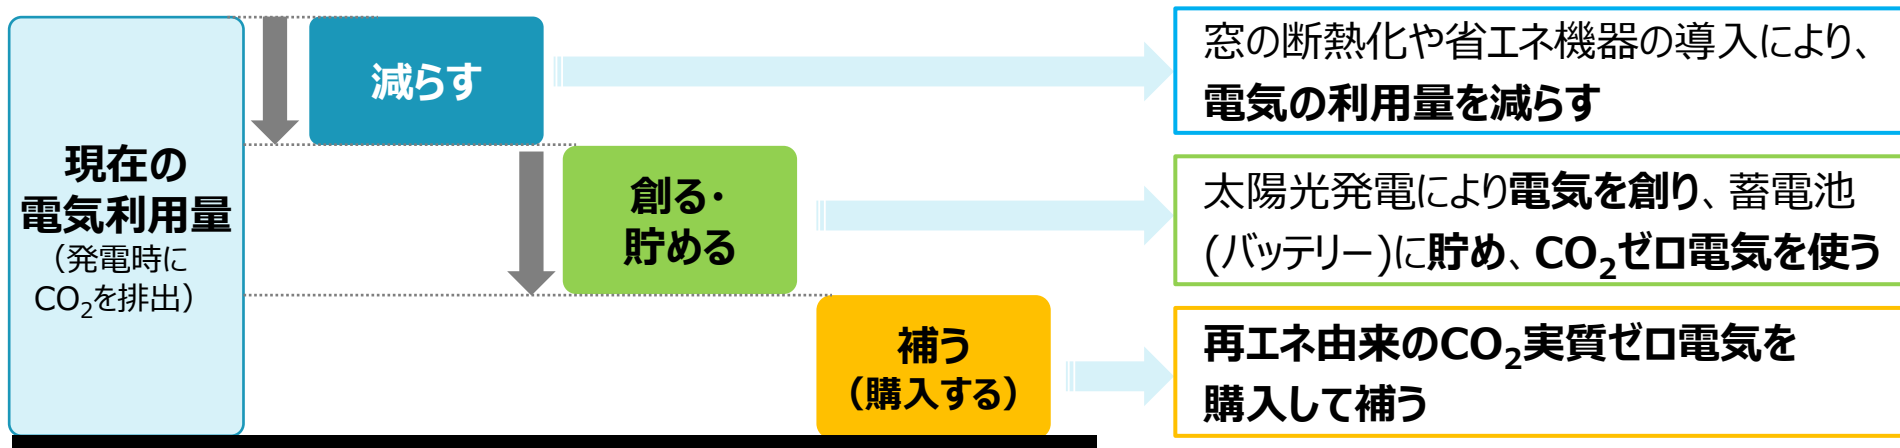 現在の
電気利用量
（発電時に
CO₂を排出）
減らす
窓の断熱化や省エネ機器の導入により、
電気の利用量を減らす
創る・
貯める
太陽光発電により電気を創り、蓄電池
(バッテリー)に貯め、CO₂ゼロ電気を使う
補う
（購入する）
再エネ由来のCO₂実質ゼロ電気を
購入して補う